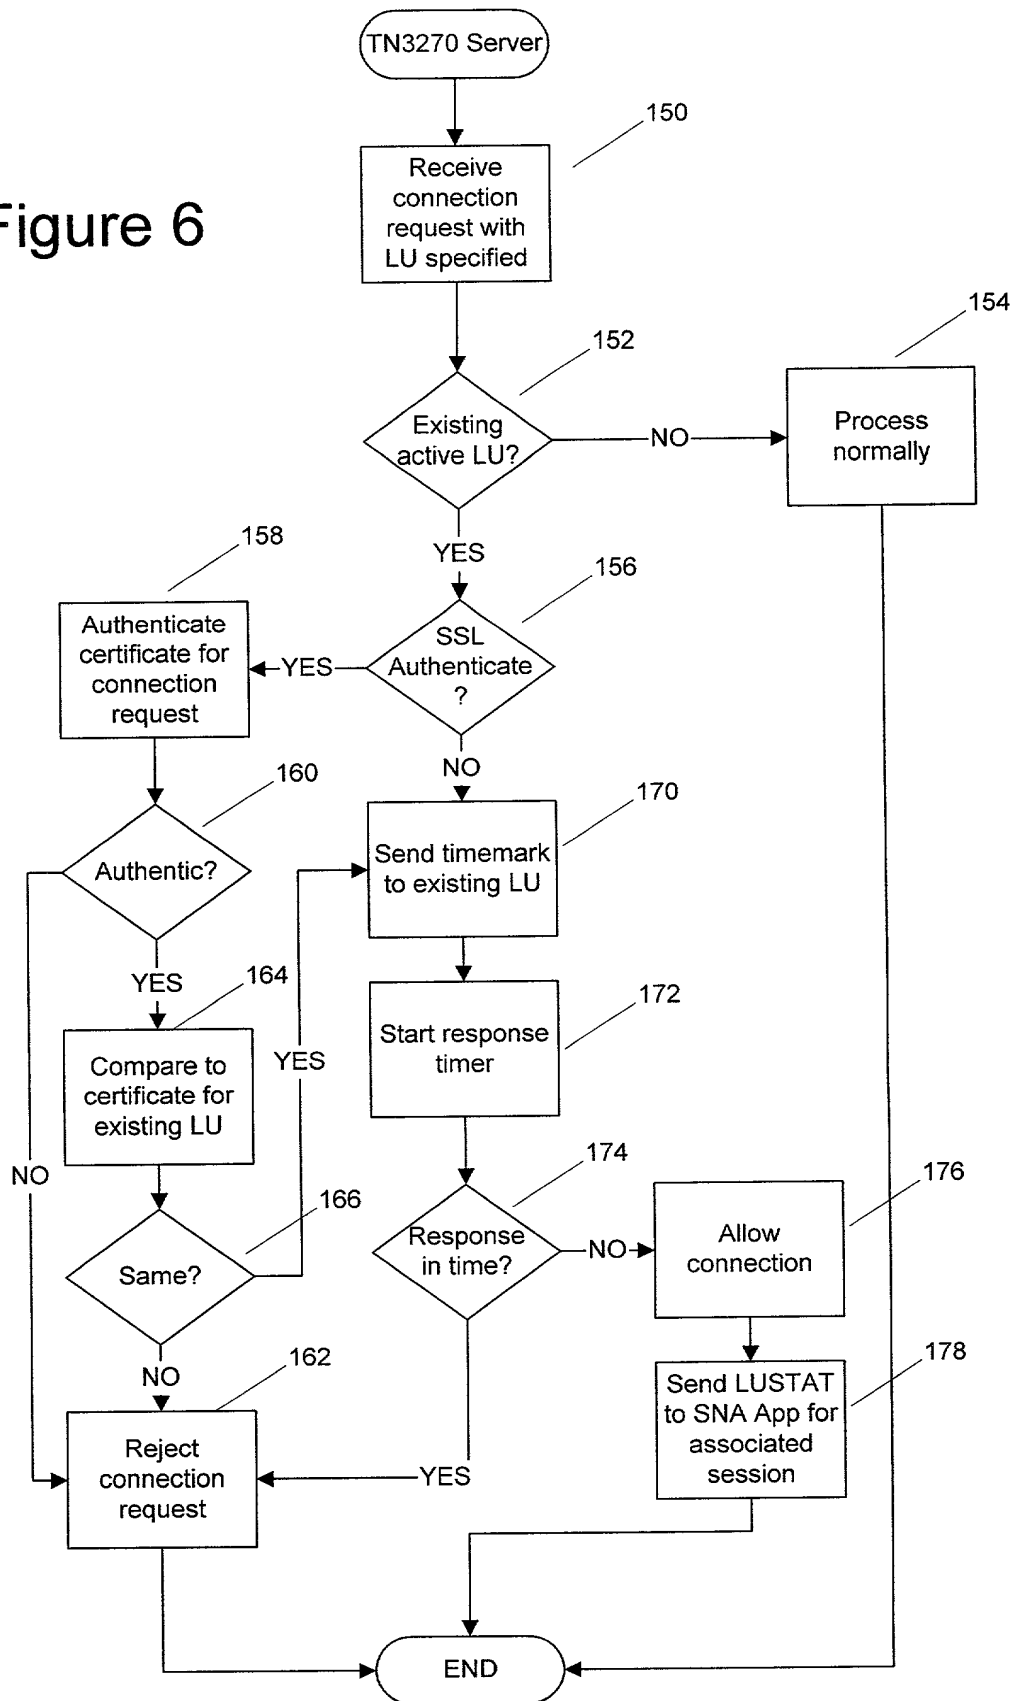 TN3270 Server
150
Receive
connection
request with
LU specified
Figure 6
154
152
Existing
active LU?
NO
Process
normally
YES
158
156
Authenticate
certificate for
connection
request
YES
SSL
Authenticate
?
NO
160
170
Authentic?
Send timemark
to existing LU
YES
164
172
Compare to
certificate for
existing LU
YES
Start response
timer
NO
174
176
166
Same?
Response
in time?
NO
Allow
connection
NO
162
178
Send LUSTAT
to SNA App for
associated
session
Reject
connection
request
YES
END